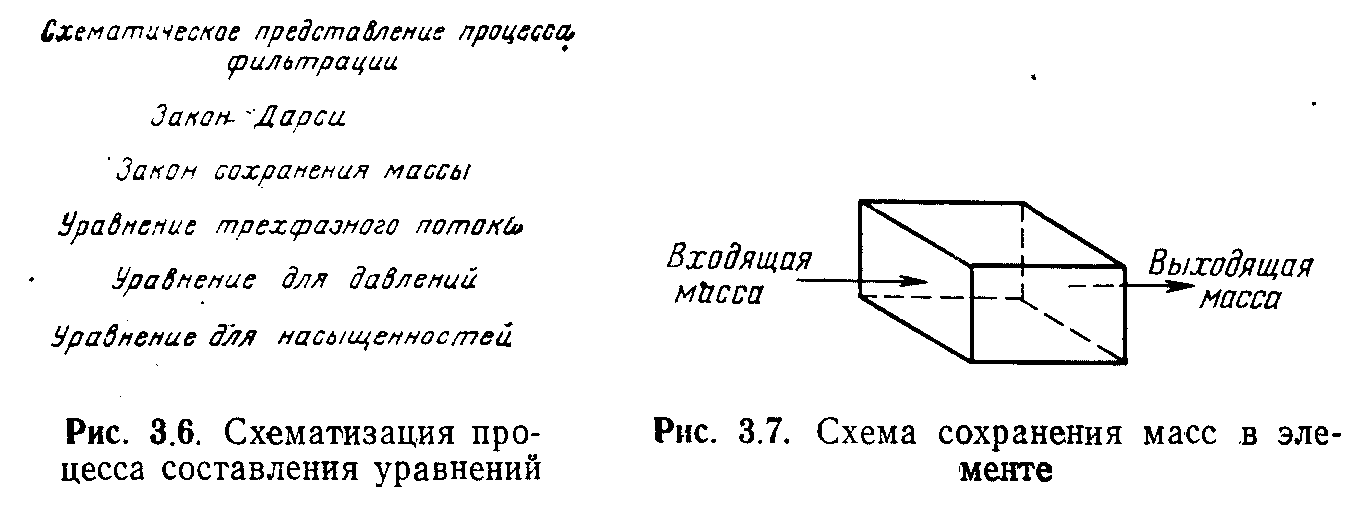 Схематическое представление процесса
фильтрации
Закон Дарси
Закон сохранения массы
Уравнение трехфазного потока
Уравнение для давлений
Уравнение для насыщенностей
Рис. 3.6. Схематизация про-
цесса составления уравнений
Входящая
масса
Выходящая
масса
Рис. 3.7. Схема сохранения масс в эле-
менте